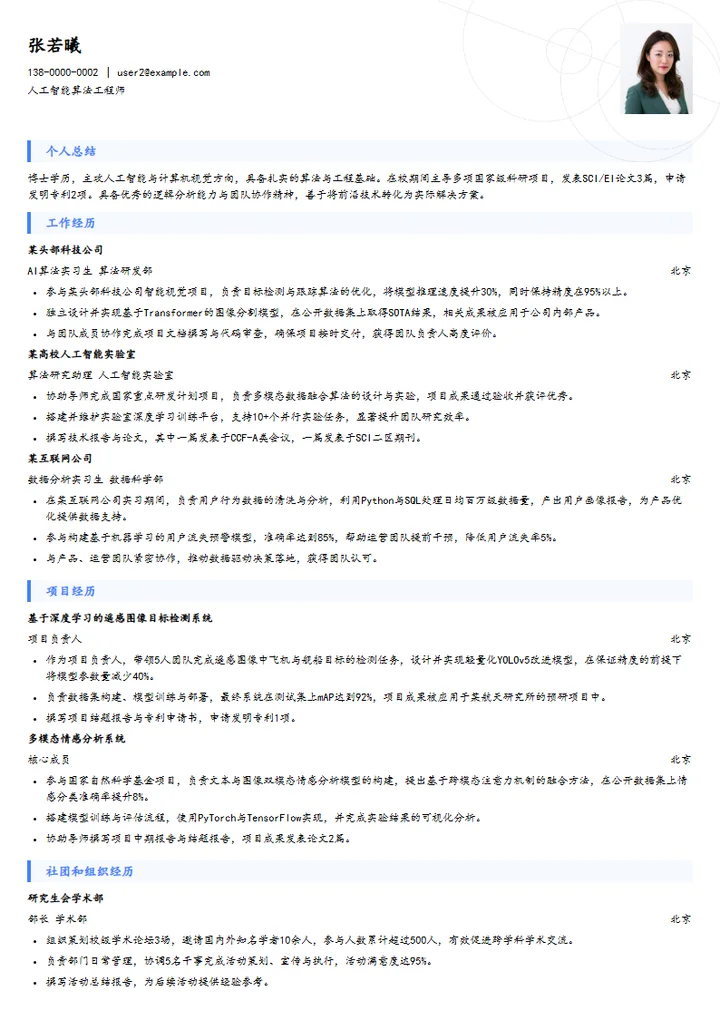 张若曦
138-0000-0002 | user2@example.com
人工智能算法工程师
个人总结
博士学历，主攻人工智能与计算机视觉方向，具备扎实的算法与工程基础。在校期间主导多项国家级科研项目，发表SCI/EI论文3篇，申请
发明专利2项。具备优秀的逻辑分析能力与团队协作精神，善于将前沿技术转化为实际解决方案。
工作经历
某头部科技公司
AI算法实习生 算法研发部 北京
• 参与某头部科技公司智能视觉项目，负责目标检测与跟踪算法的优化，将模型推理速度提升30%，同时保持精度在95%以上。
• 独立设计并实现基于Transformer的图像分割模型，在公开数据集上取得SOTA结果，相关成果被应用于公司内部产品。
• 与团队成员协作完成项目文档撰写与代码审查，确保项目按时交付，获得团队负责人高度评价。
某高校人工智能实验室
算法研究助理 人工智能实验室 北京
• 协助导师完成国家重点研发计划项目，负责多模态数据融合算法的设计与实验，项目成果通过验收并获评优秀。
• 搭建并维护实验室深度学习训练平台，支持10+个并行实验任务，显著提升团队研究效率。
• 撰写技术报告与论文，其中一篇发表于CCF-A类会议，一篇发表于SCI二区期刊。
某互联网公司
数据分析实习生 数据科学部 北京
• 在某互联网公司实习期间，负责用户行为数据的清洗与分析，利用Python与SQL处理日均百万级数据量，产出用户画像报告，为产品优
化提供数据支持。
• 参与构建基于机器学习的用户流失预警模型，准确率达到85%，帮助运营团队提前干预，降低用户流失率5%。
• 与产品、运营团队紧密协作，推动数据驱动决策落地，获得团队认可。
项目经历
基于深度学习的遥感图像目标检测系统
项目负责人 北京
• 作为项目负责人，带领5人团队完成遥感图像中飞机与舰船目标的检测任务，设计并实现轻量化YOLOv5改进模型，在保证精度的前提下
将模型参数量减少40%。
• 负责数据集构建、模型训练与部署，最终系统在测试集上mAP达到92%，项目成果被应用于某航天研究所的预研项目中。
• 撰写项目结题报告与专利申请书，申请发明专利1项。
多模态情感分析系统
核心成员 北京
• 参与国家自然科学基金项目，负责文本与图像双模态情感分析模型的构建，提出基于跨模态注意力机制的融合方法，在公开数据集上情
感分类准确率提升8%。
• 搭建模型训练与评估流程，使用PyTorch与TensorFlow实现，并完成实验结果的可视化分析。
• 协助导师撰写项目中期报告与结题报告，项目成果发表论文2篇。
社团和组织经历
研究生会学术部
部长 学术部 北京
• 组织策划校级学术论坛3场，邀请国内外知名学者10余人，参与人数累计超过500人，有效促进跨学科学术交流。
• 负责部门日常管理，协调5名干事完成活动策划、宣传与执行，活动满意度达95%。
• 撰写活动总结报告，为后续活动提供经验参考。